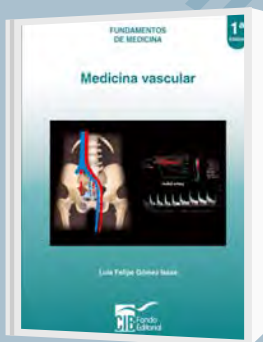 FUNDAMENTOS
DE MEDICINA
1ª
Medicina vascular
Luis Felipe Gómez Isaza
CIB Fondo
Editorial